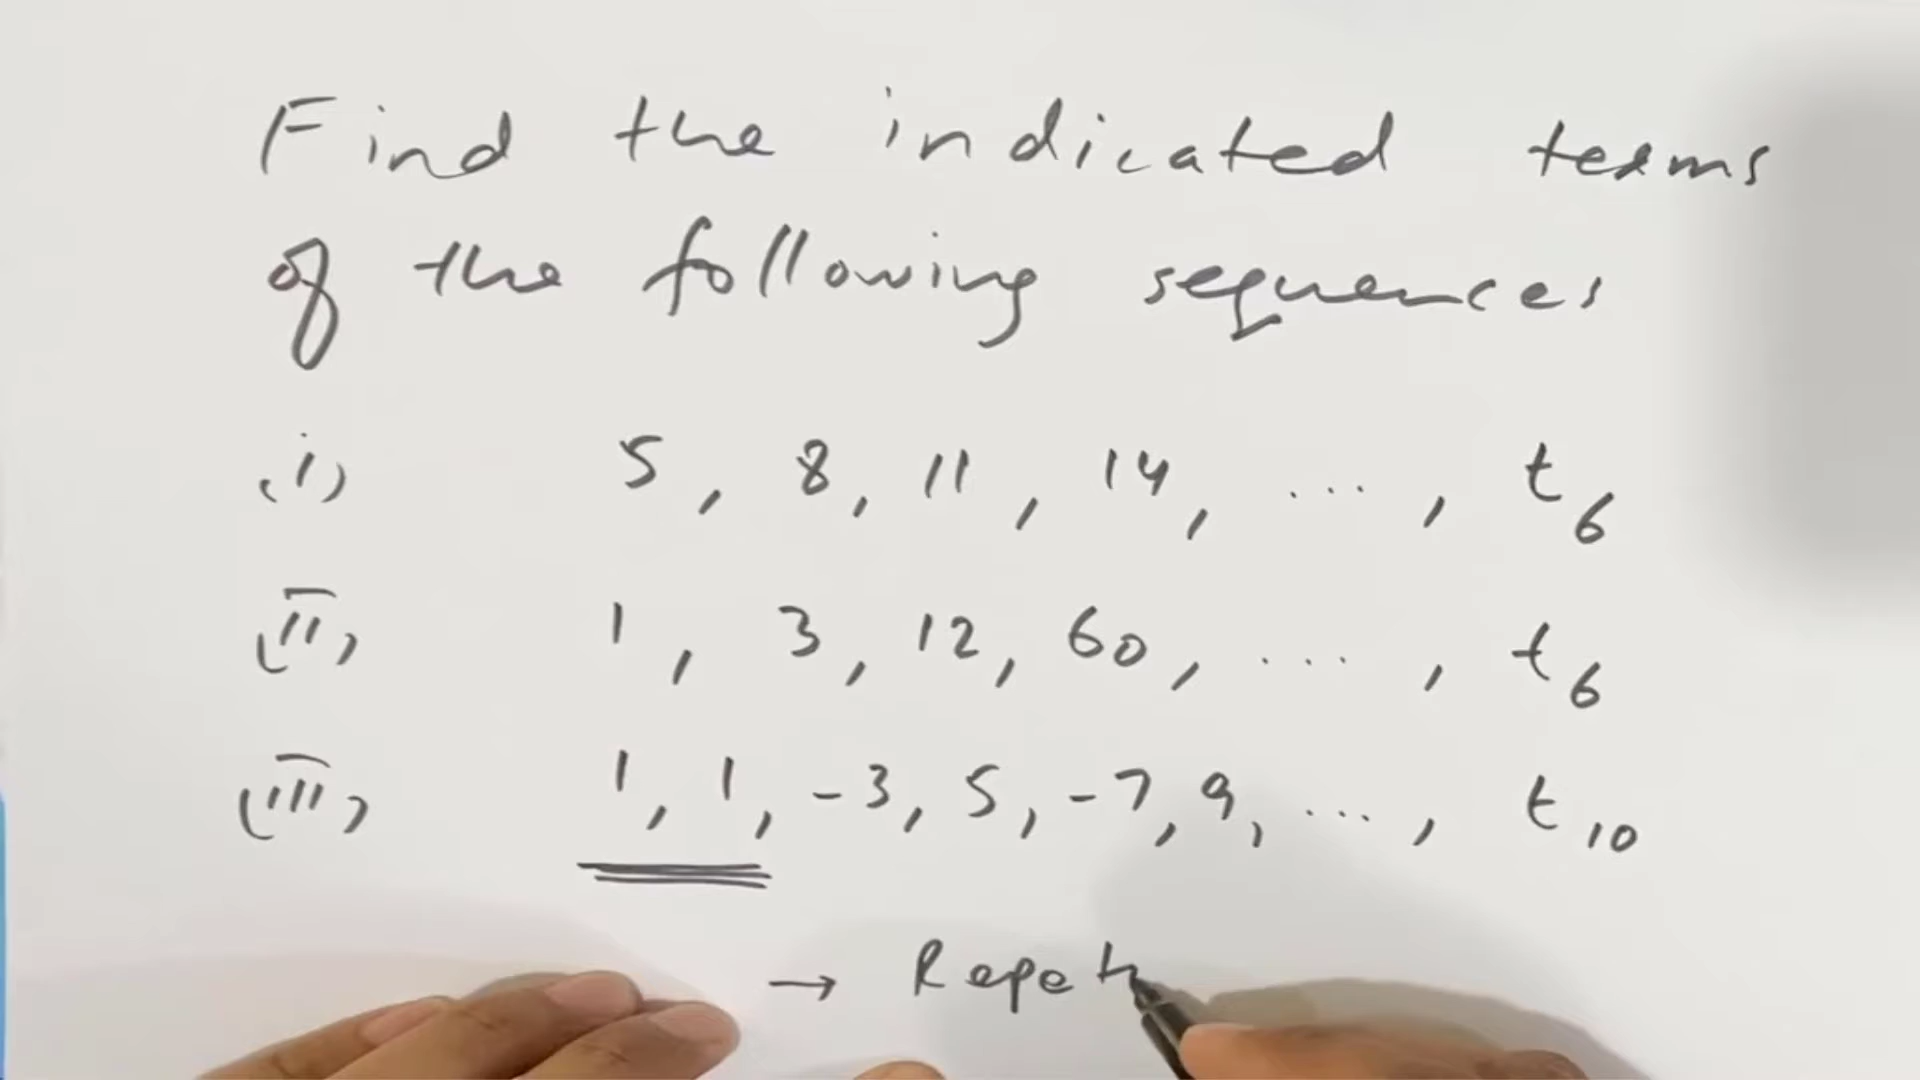 Find the indicated terms
of the following sequences
(i) 5, 8, 11, 14, ..., t6
(ii) 1, 3, 12, 60, ..., t6
(iii) 1, 1, -3, 5, -7, 9, ..., t10
→ Repeti